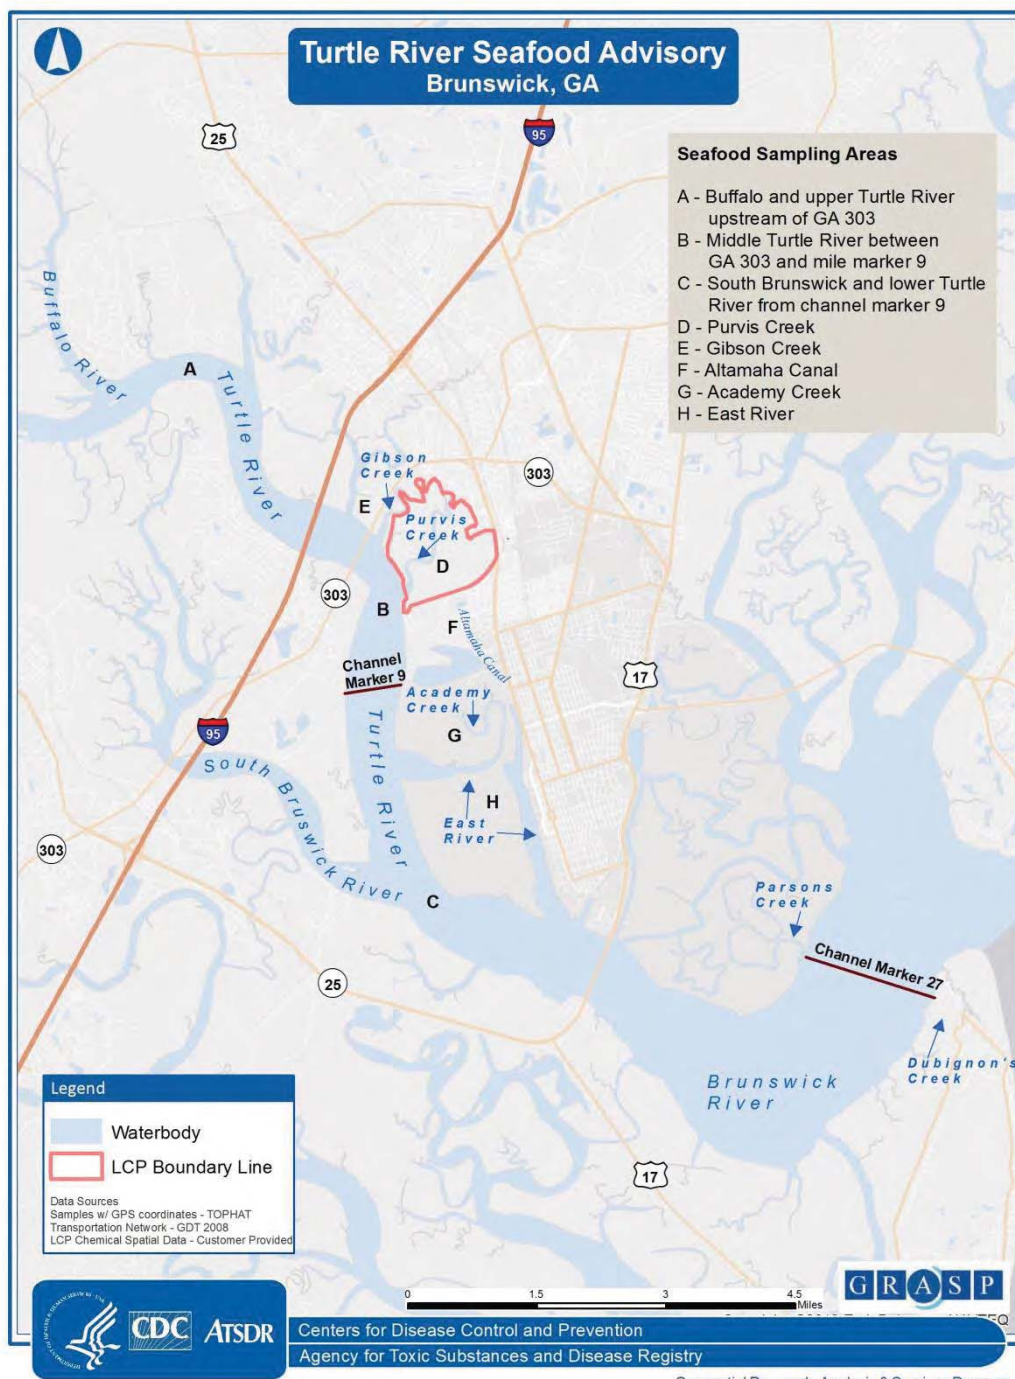 Turtle River Seafood Advisory
Brunswick, GA
25
95
Seafood Sampling Areas
A - Buffalo and upper Turtle River
upstream of GA 303
B - Middle Turtle River between
GA 303 and mile marker 9
C - South Brunswick and lower Turtle
River from channel marker 9
D - Purvis Creek
E - Gibson Creek
F - Altamaha Canal
G - Academy Creek
H - East River
Buffalo River
A
Turtle River
Gibson
Creek
303
E
Purvis
Creek
D
303
B
F
Altamaha Canal
Channel
Marker 9
17
Academy
Creek
95
G
Turtle River
South Bruswick River
H
East
River
303
C
Parsons
Creek
Channel Marker 27
25
Dubignon's
Creek
Brunswick
River
17
Legend
Waterbody
LCP Boundary Line
Data Sources
Samples w/ GPS coordinates - TOPHAT
Transportation Network - GDT 2008
LCP Chemical Spatial Data - Customer Provided
0 1.5 3 4.5
Miles
GRASP
CDC ATSDR
Centers for Disease Control and Prevention
Agency for Toxic Substances and Disease Registry